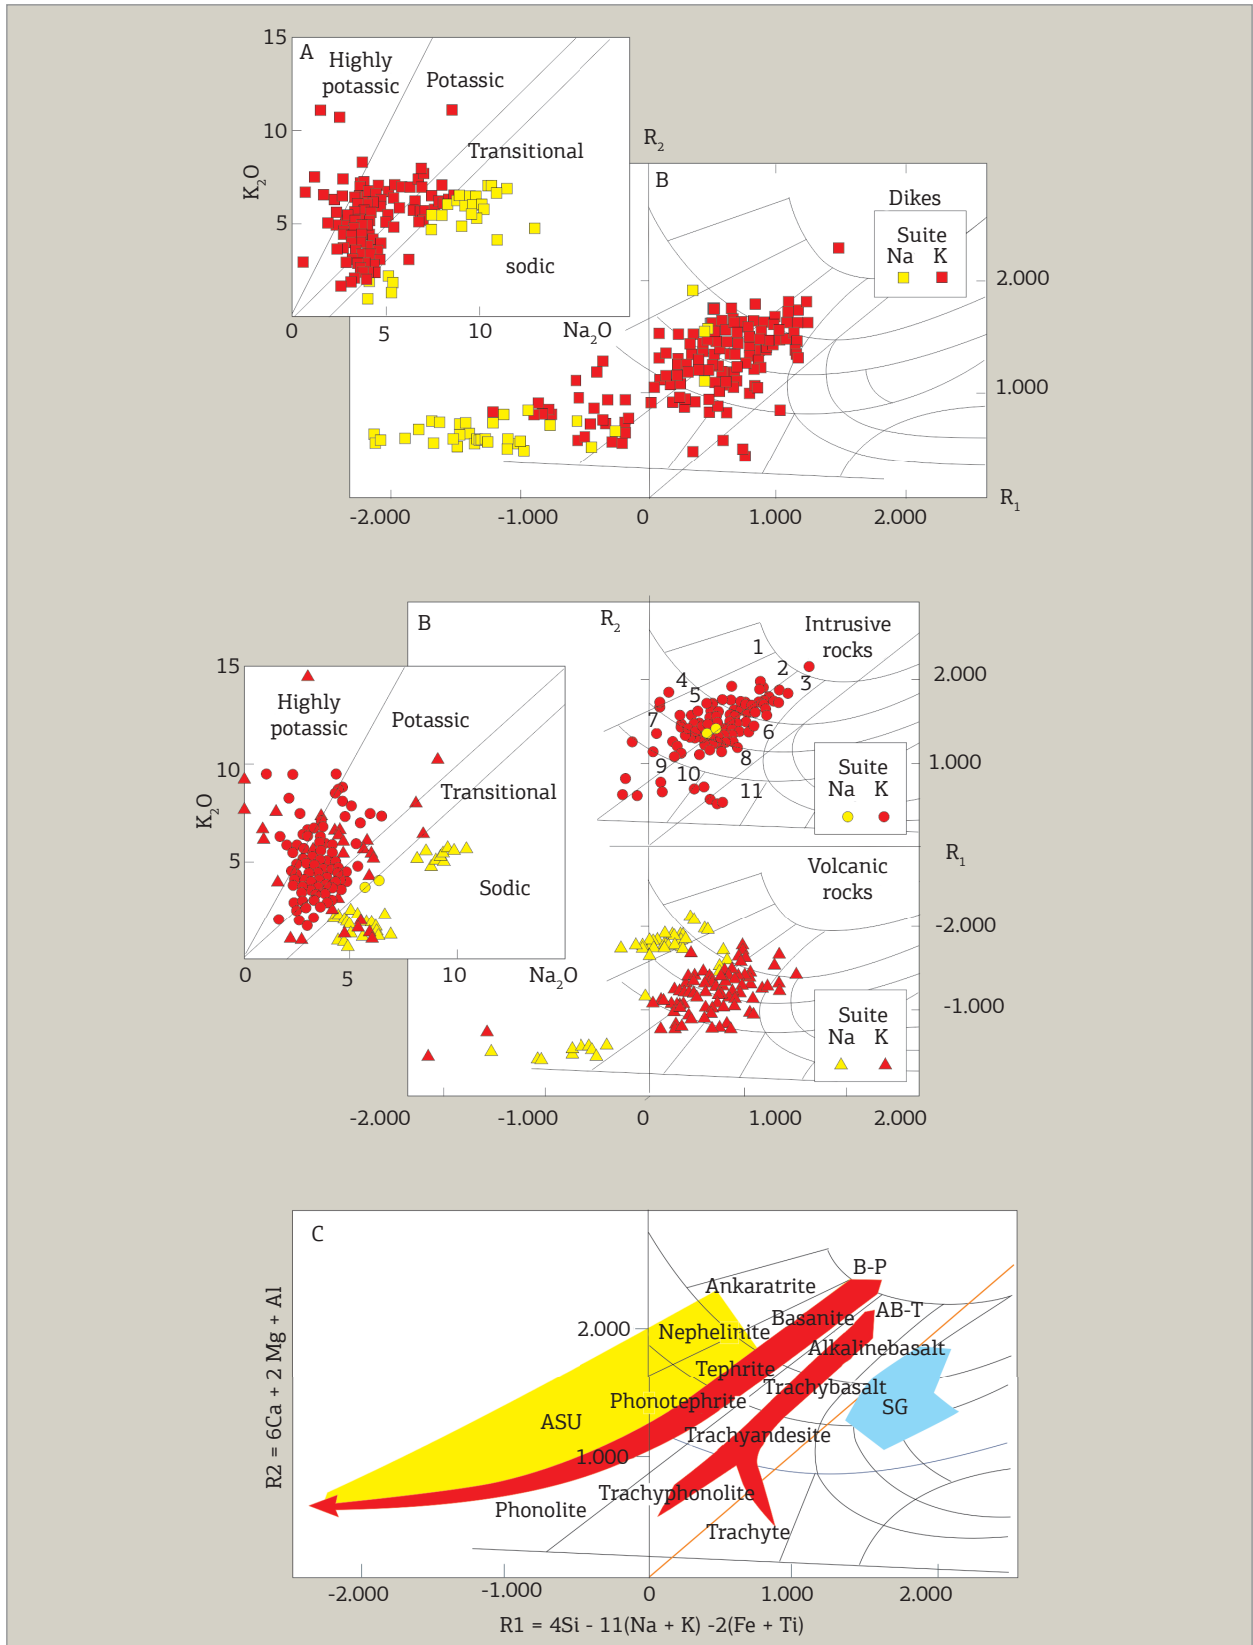 15
A
Highly
potassic
Potassic
10
Transitional
K2O
5
sodic
0
5
10
Na2O
R2
B
Dikes
Suite
Na K
2.000
1.000
R1
-2.000
-1.000
0
1.000
2.000
B
R2
Intrusive
rocks
1
2
3
4
5
6
7
8
9
10
11
2.000
1.000
Suite
Na K
R1
15
Highly
potassic
Potassic
10
Transitional
K2O
5
Sodic
0
5
10
Na2O
Volcanic
rocks
-2.000
-1.000
Suite
Na K
-2.000
-1.000
0
1.000
2.000
C
B-P
Ankaratrite
AB-T
Basanite
2.000
Nephelinite
Alkalinebasalt
Tephrite
Trachybasalt
Phonotephrite
SG
ASU
Trachyandesite
1.000
Trachyphonolite
Phonolite
Trachyte
R2 = 6Ca + 2 Mg + Al
-2.000
-1.000
0
1.000
2.000
R1 = 4Si - 11(Na + K) -2(Fe + Ti)